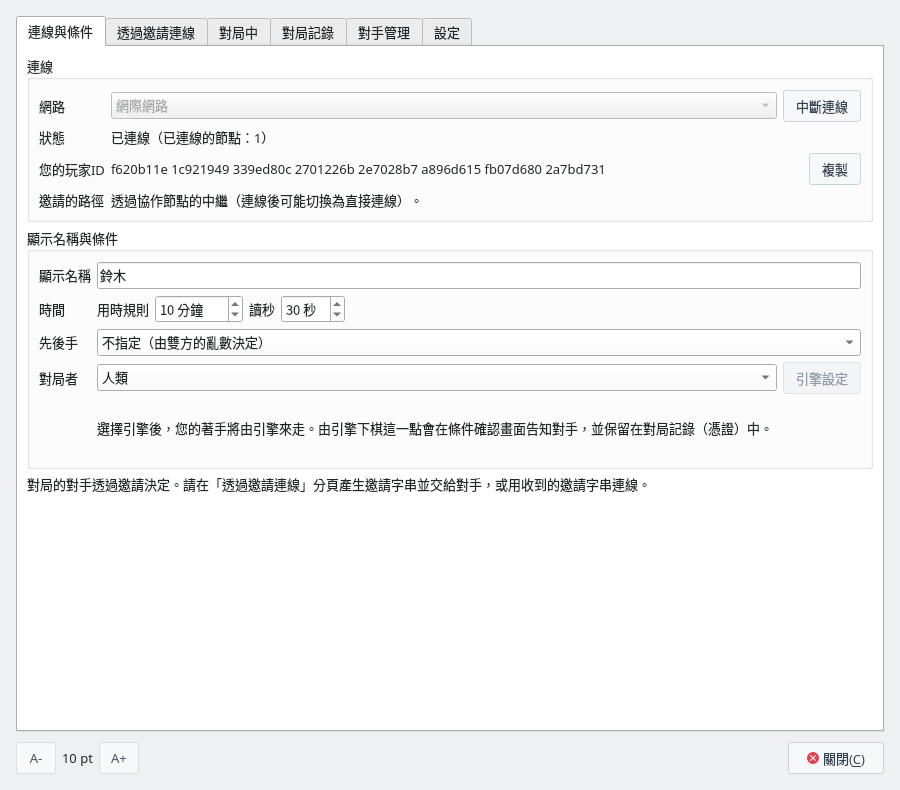 連線與條件 透過邀請連線 對局中 對局記錄 對手管理 設定
連線
網路 網際網路 中斷連線
狀態 已連線（已連線的節點：1）
您的玩家ID f620b11e 1c921949 339ed80c 2701226b 2e7028b7 a896d615 fb07d680 2a7bd731 複製
邀請的路徑 透過協作節點的中繼（連線後可能切換為直接連線）。
顯示名稱與條件
顯示名稱 鈴木
時間 用時規則 10 分鐘 讀秒 30 秒
先後手 不指定（由雙方的亂數決定）
對局者 人類 引擎設定
選擇引擎後，您的著手將由引擎來走。由引擎下棋這一點會在條件確認畫面告知對手，並保留在對局記錄（憑證）中。
對局的對手透過邀請決定。請在「透過邀請連線」分頁產生邀請字串並交給對手，或用收到的邀請字串連線。
A- 10 pt A+ 關閉(C)